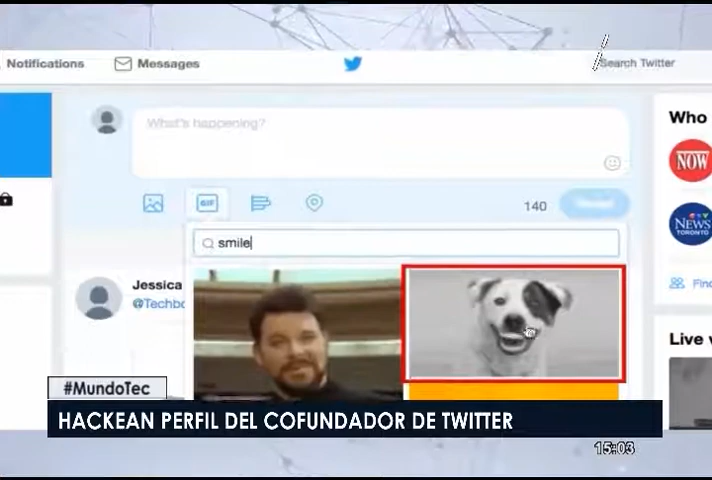 Notifications
Messages
Search Twitter
What's happening?
Who
NOW
NEWS
TORONTO
GIF
140
smile
Find
Jessica
@Techbo
Live
#MundoTec
HACKEAN PERFIL DEL COFUNDADOR DE TWITTER
15:03